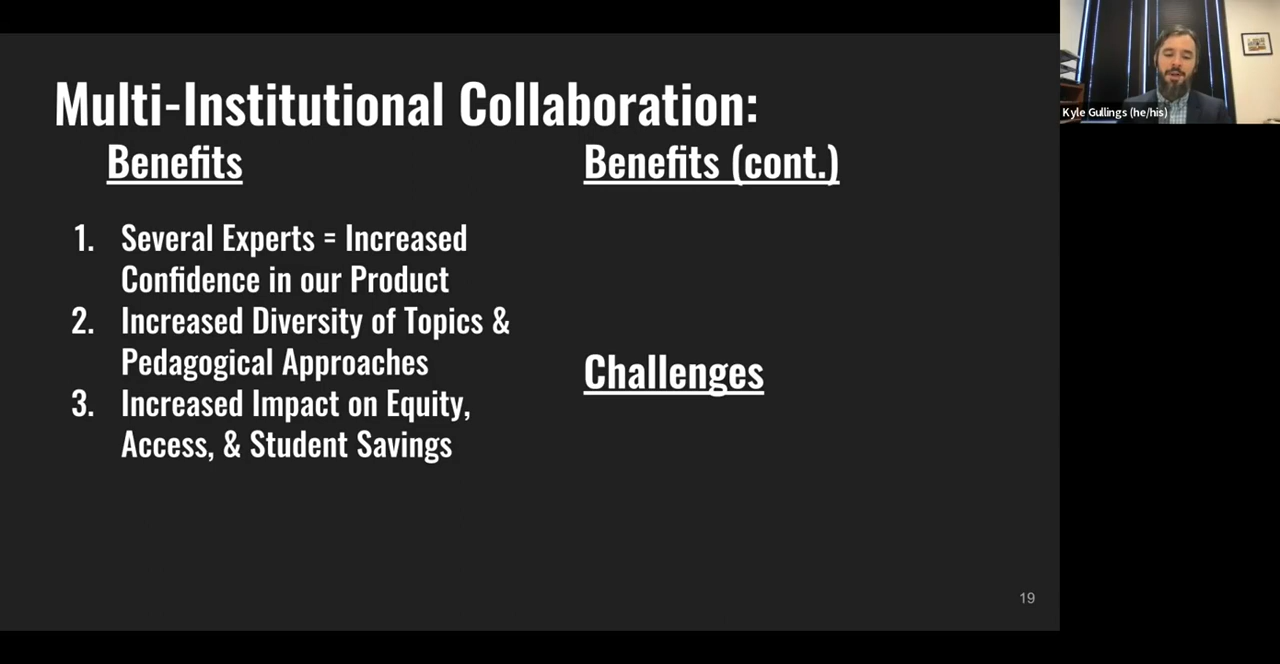 Multi-Institutional Collaboration:
Benefits
1. Several Experts = Increased
Confidence in our Product
2. Increased Diversity of Topics &
Pedagogical Approaches
3. Increased Impact on Equity,
Access, & Student Savings
Benefits (cont.)
Challenges
19
Kyle Gullings (he/his)